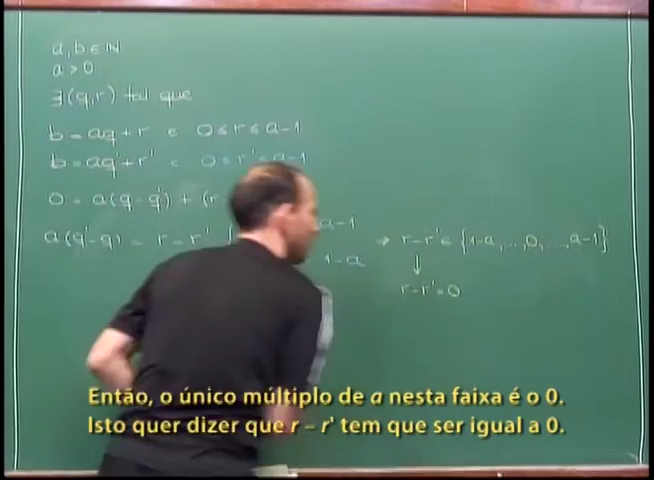 a, b ∈ ℕ
a > 0
∃(q,r) tal que
b = aq + r e 0 ≤ r ≤ a-1
b = aq' + r' e 0 ≤ r' ≤ a-1
0 = a(q-q') + (r-
a(q'-q) = r-r' a-1 → r-r' ∈ {1-a,...,0,...,a-1}
1-a ↓
r-r' = 0
Então, o único múltiplo de a nesta faixa é o 0.
Isto quer dizer que r – r' tem que ser igual a 0.